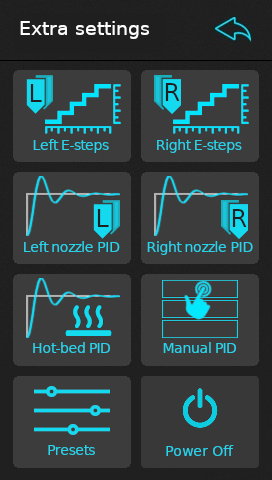 Extra settings
L
R
Left E-steps
Right E-steps
L
R
Left nozzle PID
Right nozzle PID
Hot-bed PID
Manual PID
Presets
Power Off